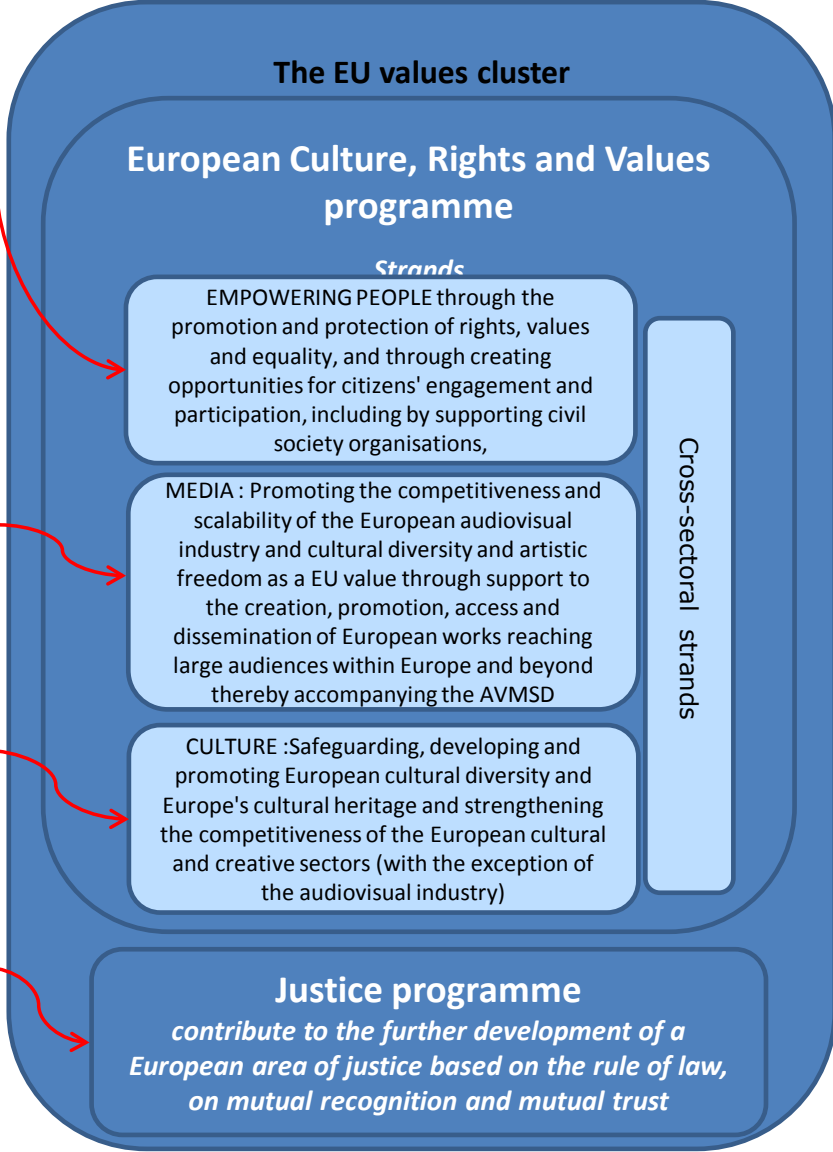 The EU values cluster
European Culture, Rights and Values
programme
Strands
EMPOWERING PEOPLE through the
promotion and protection of rights, values
and equality, and through creating
opportunities for citizens' engagement and
participation, including by supporting civil
society organisations,
MEDIA : Promoting the competitiveness and
scalability of the European audiovisual
industry and cultural diversity and artistic
freedom as a EU value through support to
the creation, promotion, access and
dissemination of European works reaching
large audiences within Europe and beyond
thereby accompanying the AVMSD
CULTURE :Safeguarding, developing and
promoting European cultural diversity and
Europe's cultural heritage and strengthening
the competitiveness of the European cultural
and creative sectors (with the exception of
the audiovisual industry)
Cross-sectoral strands
Justice programme
contribute to the further development of a
European area of justice based on the rule of law,
on mutual recognition and mutual trust